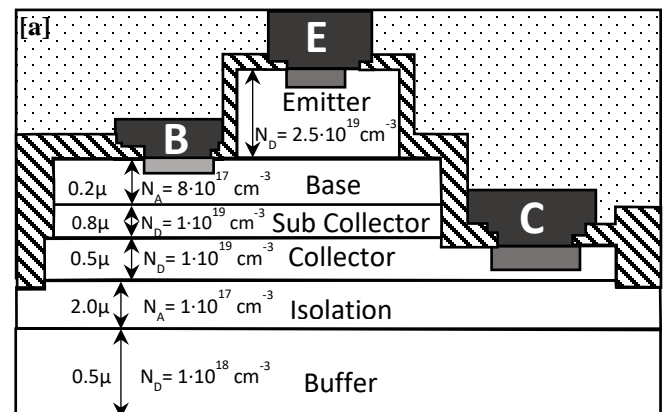 [a]
E
Emitter
N_D = 2.5·10^19 cm^-3
B
0.2μ N_A = 8·10^17 cm^-3 Base
0.8μ N_D = 1·10^19 cm^-3 Sub Collector
C
0.5μ N_D = 1·10^19 cm^-3 Collector
2.0μ N_A = 1·10^17 cm^-3 Isolation
0.5μ N_D = 1·10^18 cm^-3 Buffer